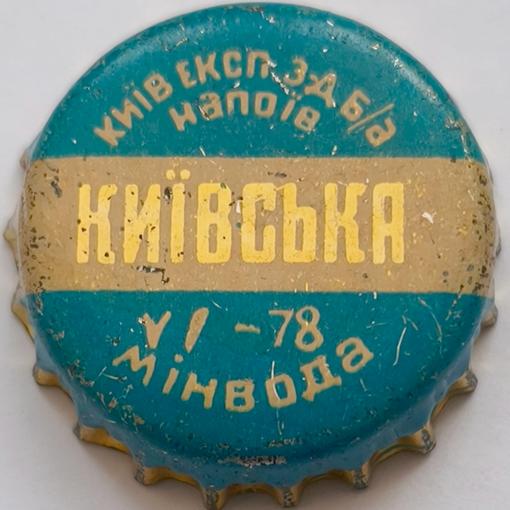 КИЇВ ЕКСП З-Д Б/А
НАПОЇВ
КИЇВСЬКА
VI - 78
МІНВОДА